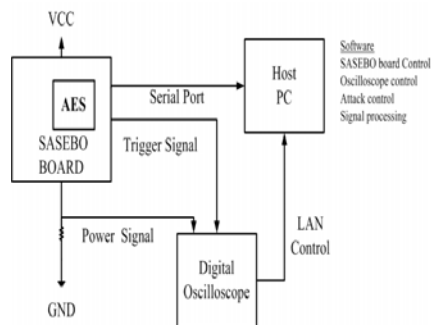 VCC
AES
SASEBO
BOARD
Serial Port
Trigger Signal
Host
PC
Software
SASEBO board Control
Oscilloscope control
Attack control
Signal processing
Power Signal
LAN
Control
Digital
Oscilloscope
GND